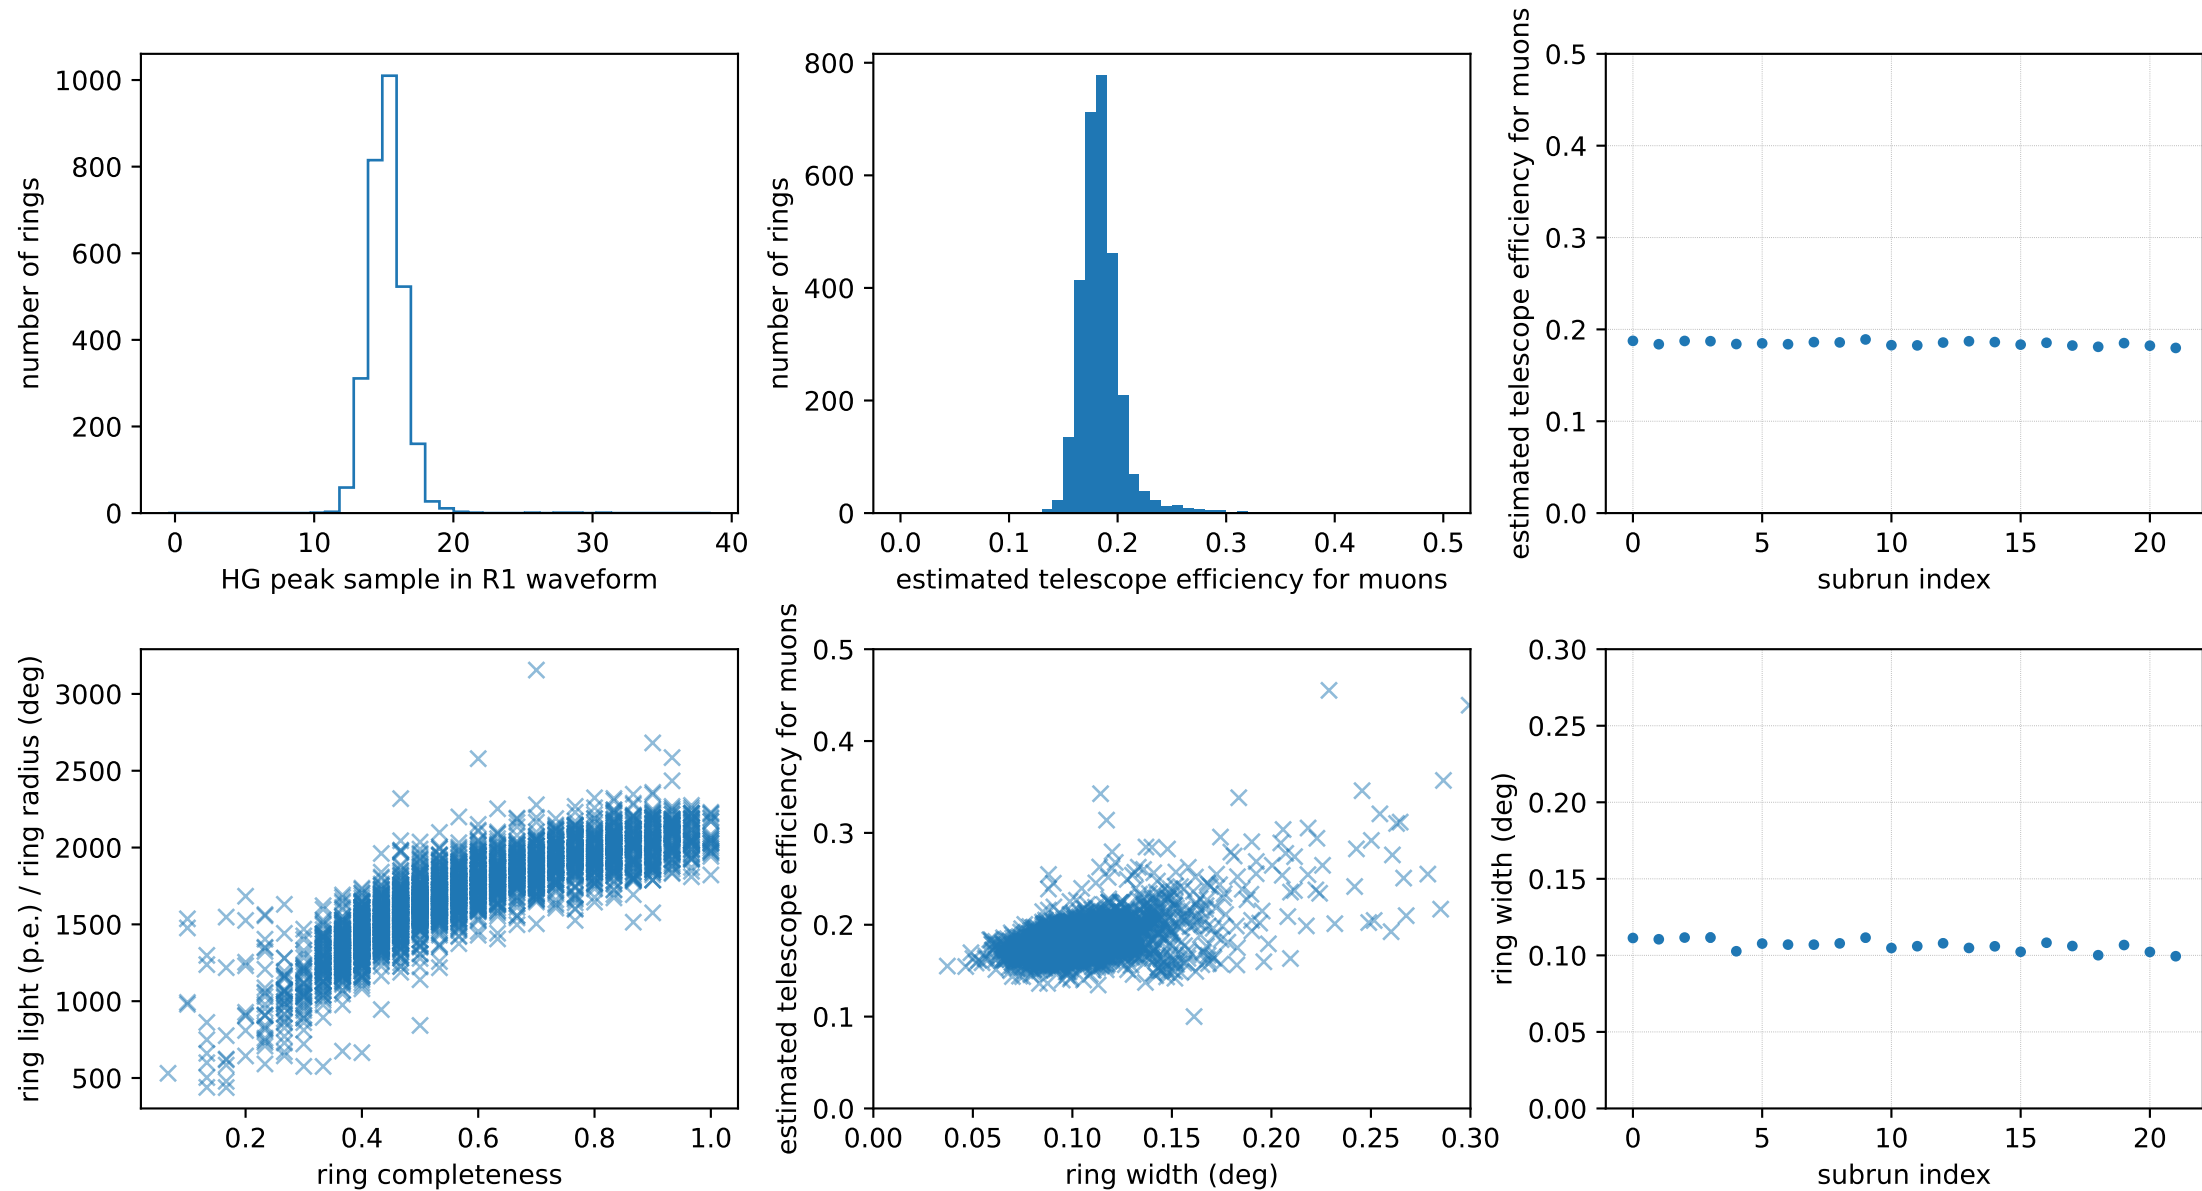 1000
800
600
400
200
0
number of rings
0 10 20 30 40
HG peak sample in R1 waveform
800
600
400
200
0
number of rings
0.0 0.1 0.2 0.3 0.4 0.5
estimated telescope efficiency for muons
0.5
0.4
0.3
0.2
0.1
0.0
estimated telescope efficiency for muons
0 5 10 15 20
subrun index
3000
2500
2000
1500
1000
500
ring light (p.e.) / ring radius (deg)
0.2 0.4 0.6 0.8 1.0
ring completeness
0.5
0.4
0.3
0.2
0.1
0.0
estimated telescope efficiency for muons
0.00 0.05 0.10 0.15 0.20 0.25 0.30
ring width (deg)
0.30
0.25
0.20
0.15
0.10
0.05
0.00
ring width (deg)
0 5 10 15 20
subrun index